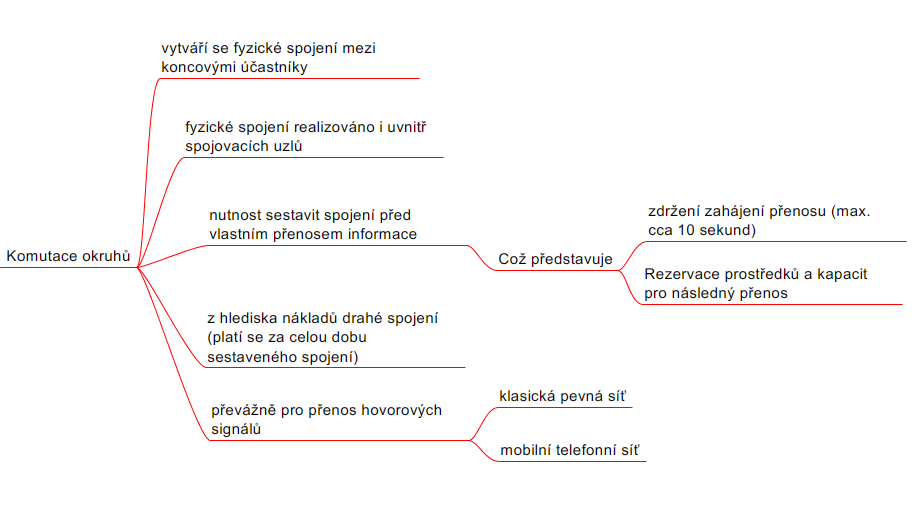 vytváří se fyzické spojení mezi
koncovými účastníky
fyzické spojení realizováno i uvnitř
spojovacích uzlů
nutnost sestavit spojení před
vlastním přenosem informace
zdržení zahájení přenosu (max.
cca 10 sekund)
Komutace okruhů
Což představuje
Rezervace prostředků a kapacit
pro následný přenos
z hlediska nákladů drahé spojení
(platí se za celou dobu
sestaveného spojení)
převážně pro přenos hovorových
signálů
klasická pevná síť
mobilní telefonní síť